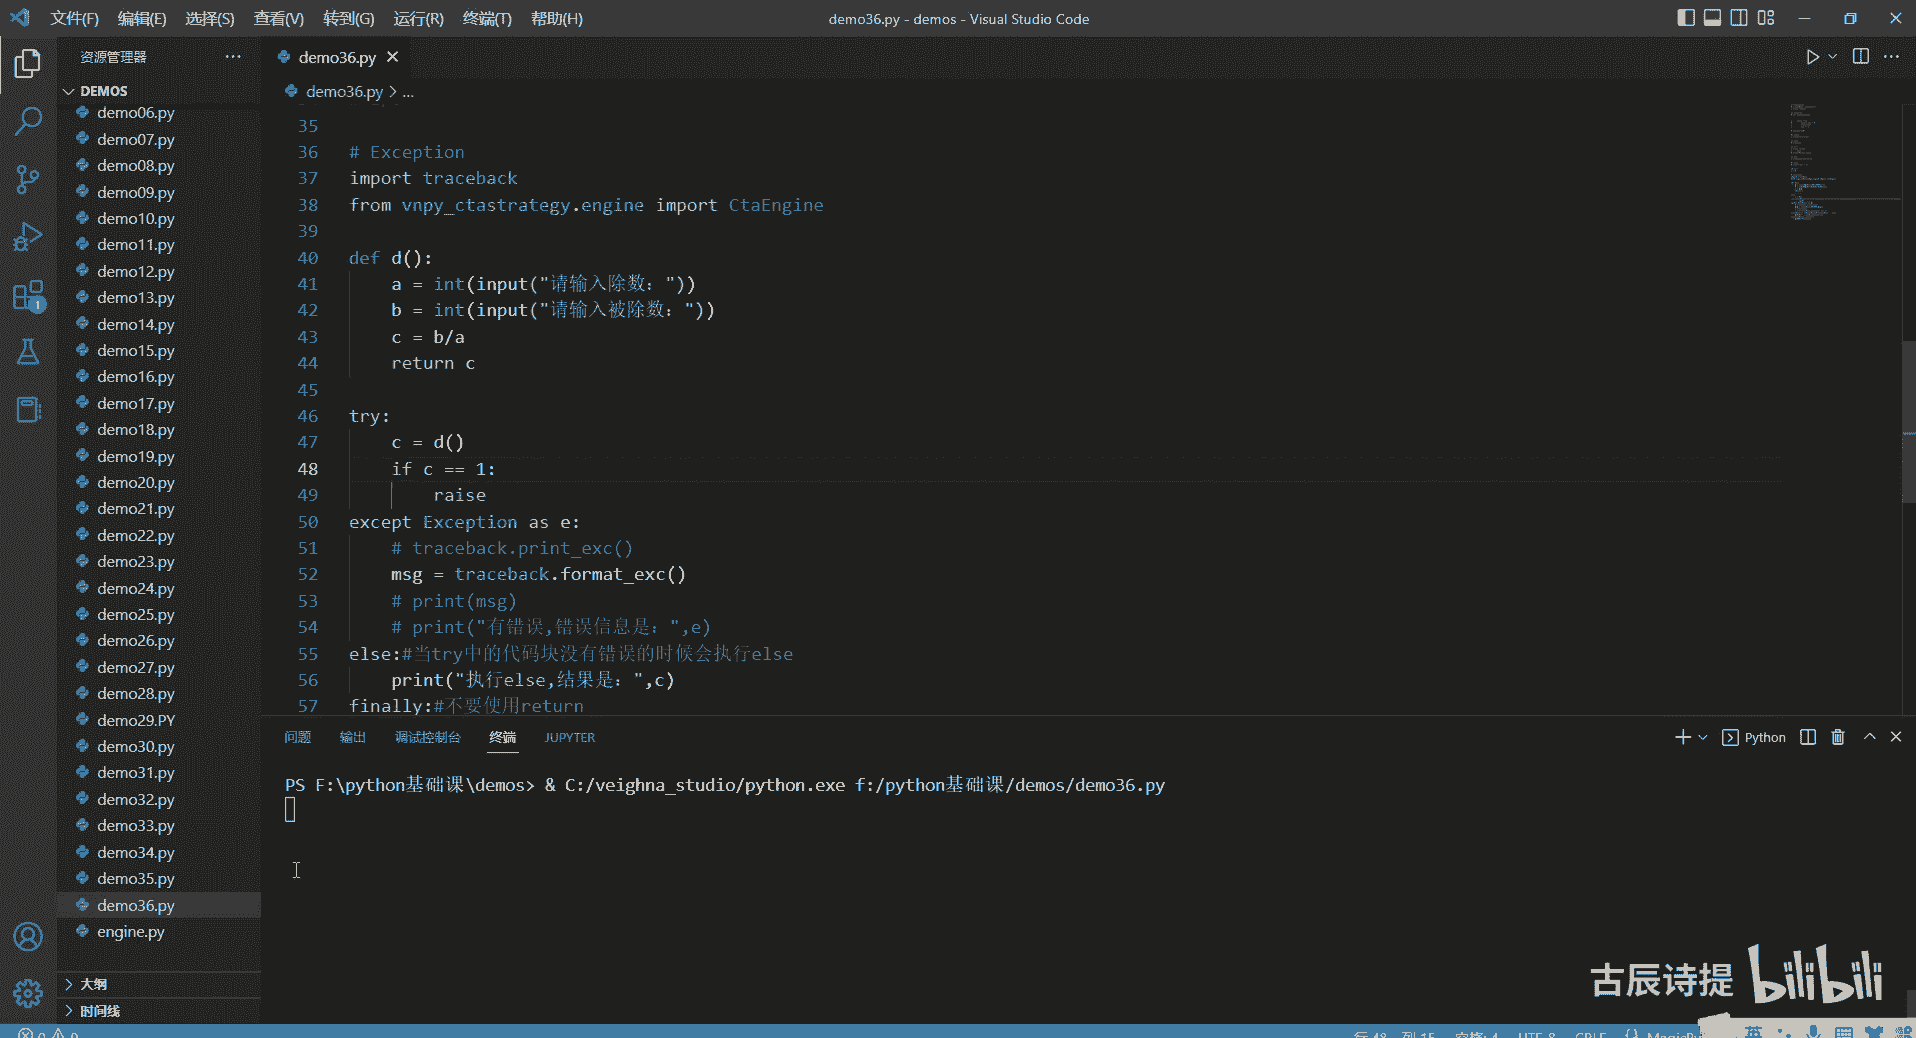 文件(F) 编辑(E) 选择(S) 查看(V) 转到(G) 运行(R) 终端(T) 帮助(H) demo36.py - demos - Visual Studio Code
资源管理器 ... demo36.py
DEMOS
demo36.py > ...
demo06.py
demo07.py
demo08.py
demo09.py
demo10.py
demo11.py
demo12.py
demo13.py
demo14.py
demo15.py
demo16.py
demo17.py
demo18.py
demo19.py
demo20.py
demo21.py
demo22.py
demo23.py
demo24.py
demo25.py
demo26.py
demo27.py
demo28.py
demo29.PY
demo30.py
demo31.py
demo32.py
demo33.py
demo34.py
demo35.py
demo36.py
engine.py
大纲
时间线
1
35
36 # Exception
37 import traceback
38 from vnpy_ctastrategy.engine import CtaEngine
39
40 def d():
41 a = int(input("请输入除数: "))
42 b = int(input("请输入被除数: "))
43 c = b/a
44 return c
45
46 try:
47 c = d()
48 if c == 1:
49 raise
50 except Exception as e:
51 # traceback.print_exc()
52 msg = traceback.format_exc()
53 # print(msg)
54 # print("有错误,错误信息是: ",e)
55 else:#当try中的代码块没有错误的时候会执行else
56 print("执行else,结果是: ",c)
57 finally:#不要使用return
问题 输出 调试控制台 终端 JUPYTER Python
PS F:\python基础课\demos> & C:/veighna_studio/python.exe f:/python基础课/demos/demo36.py
古辰诗提 bilibili
英